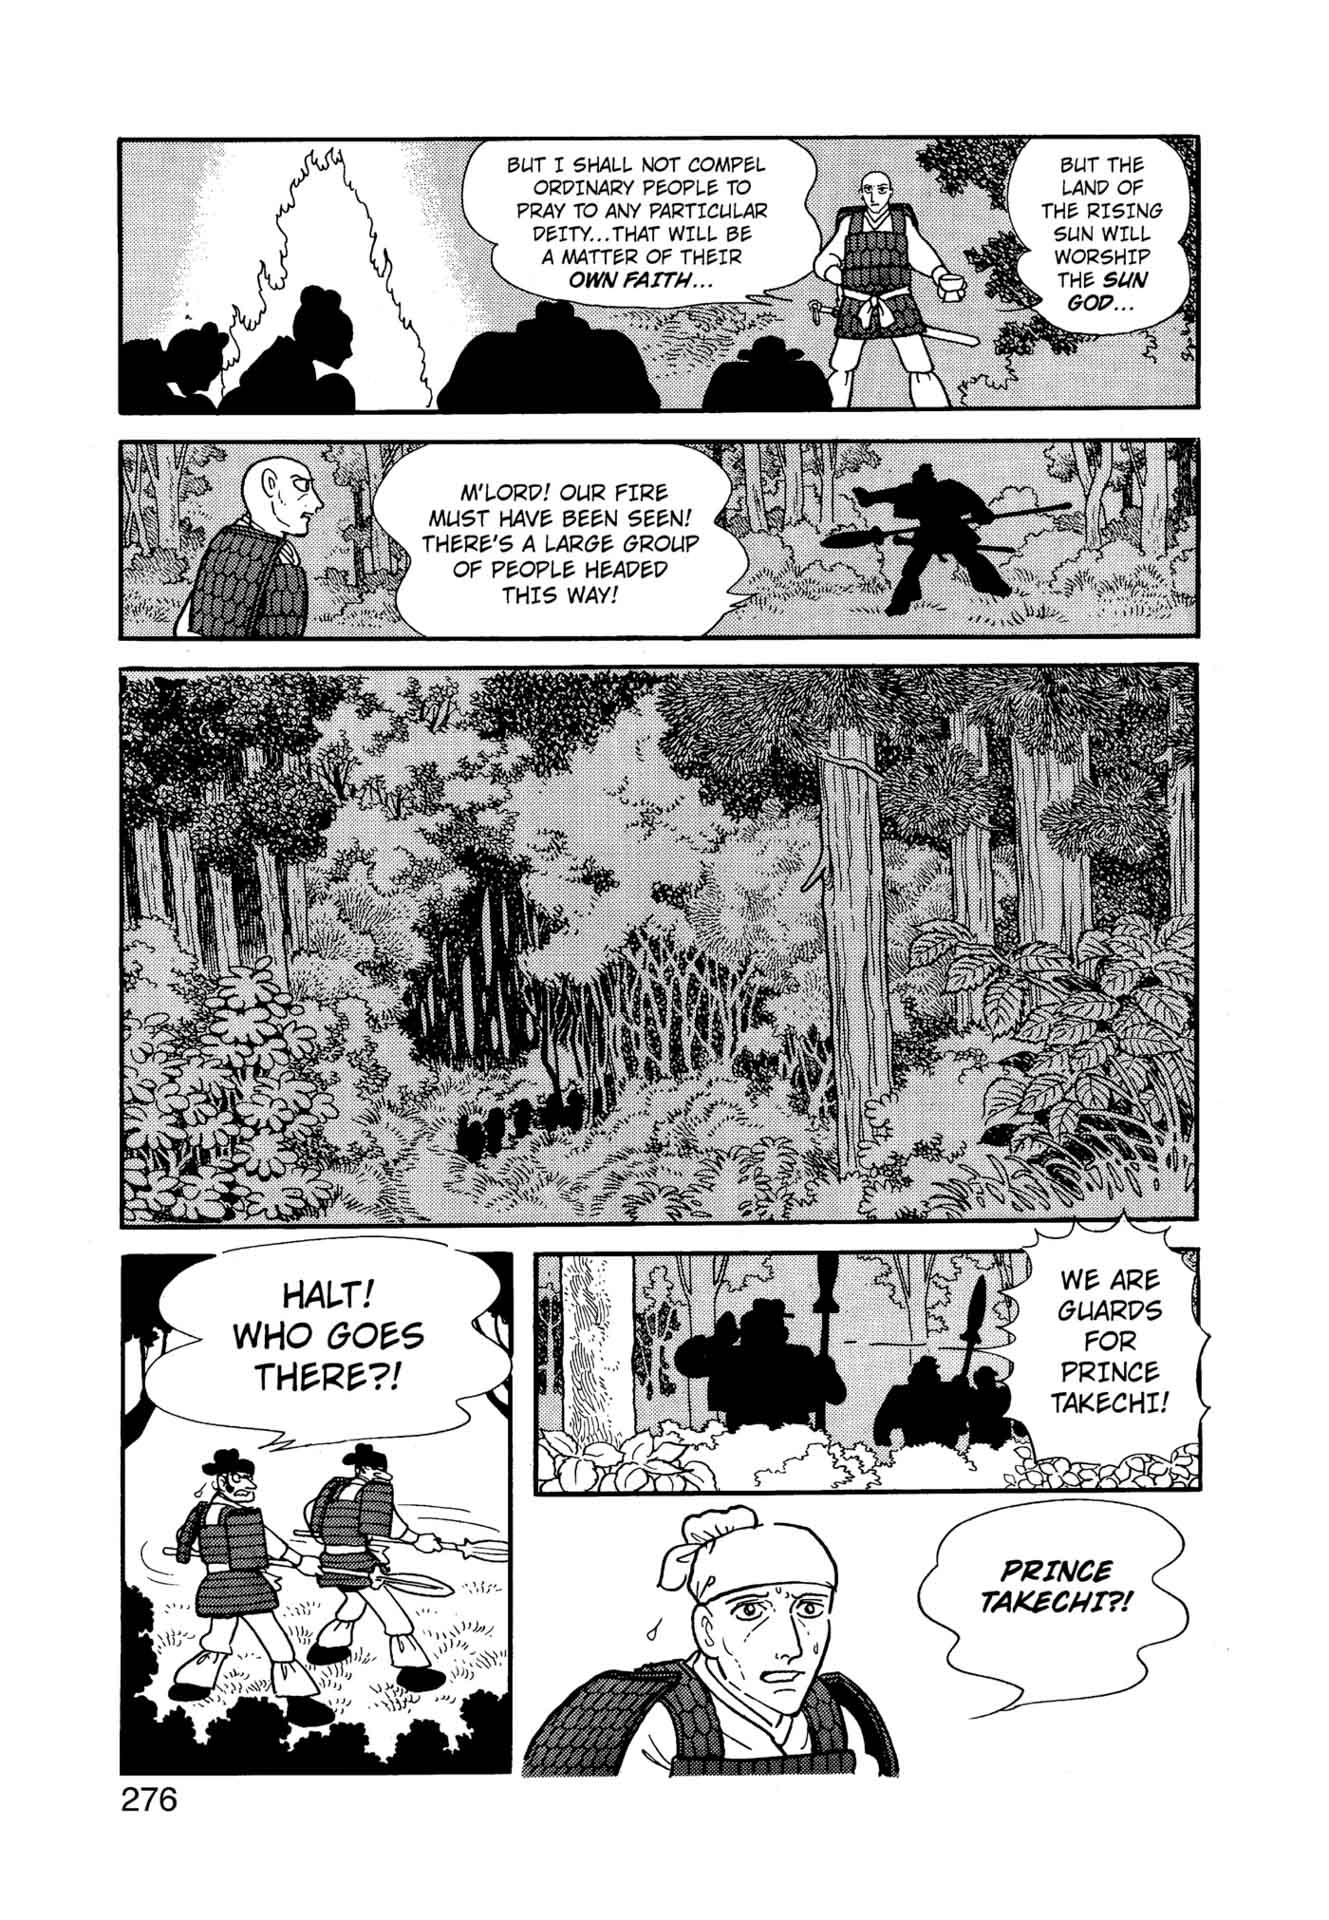 BUT THE
LAND OF
THE RISING
SUN WILL
WORSHIP
THE SUN
GOD...
BUT I SHALL NOT COMPEL
ORDINARY PEOPLE TO
PRAY TO ANY PARTICULAR
DEITY...THAT WILL BE
A MATTER OF THEIR
OWN FAITH...
M'LORD! OUR FIRE
MUST HAVE BEEN SEEN!
THERE'S A LARGE GROUP
OF PEOPLE HEADED
THIS WAY!
WE ARE
GUARDS
FOR
PRINCE
TAKECHI!
HALT!
WHO GOES
THERE?!
PRINCE
TAKECHI?!
276